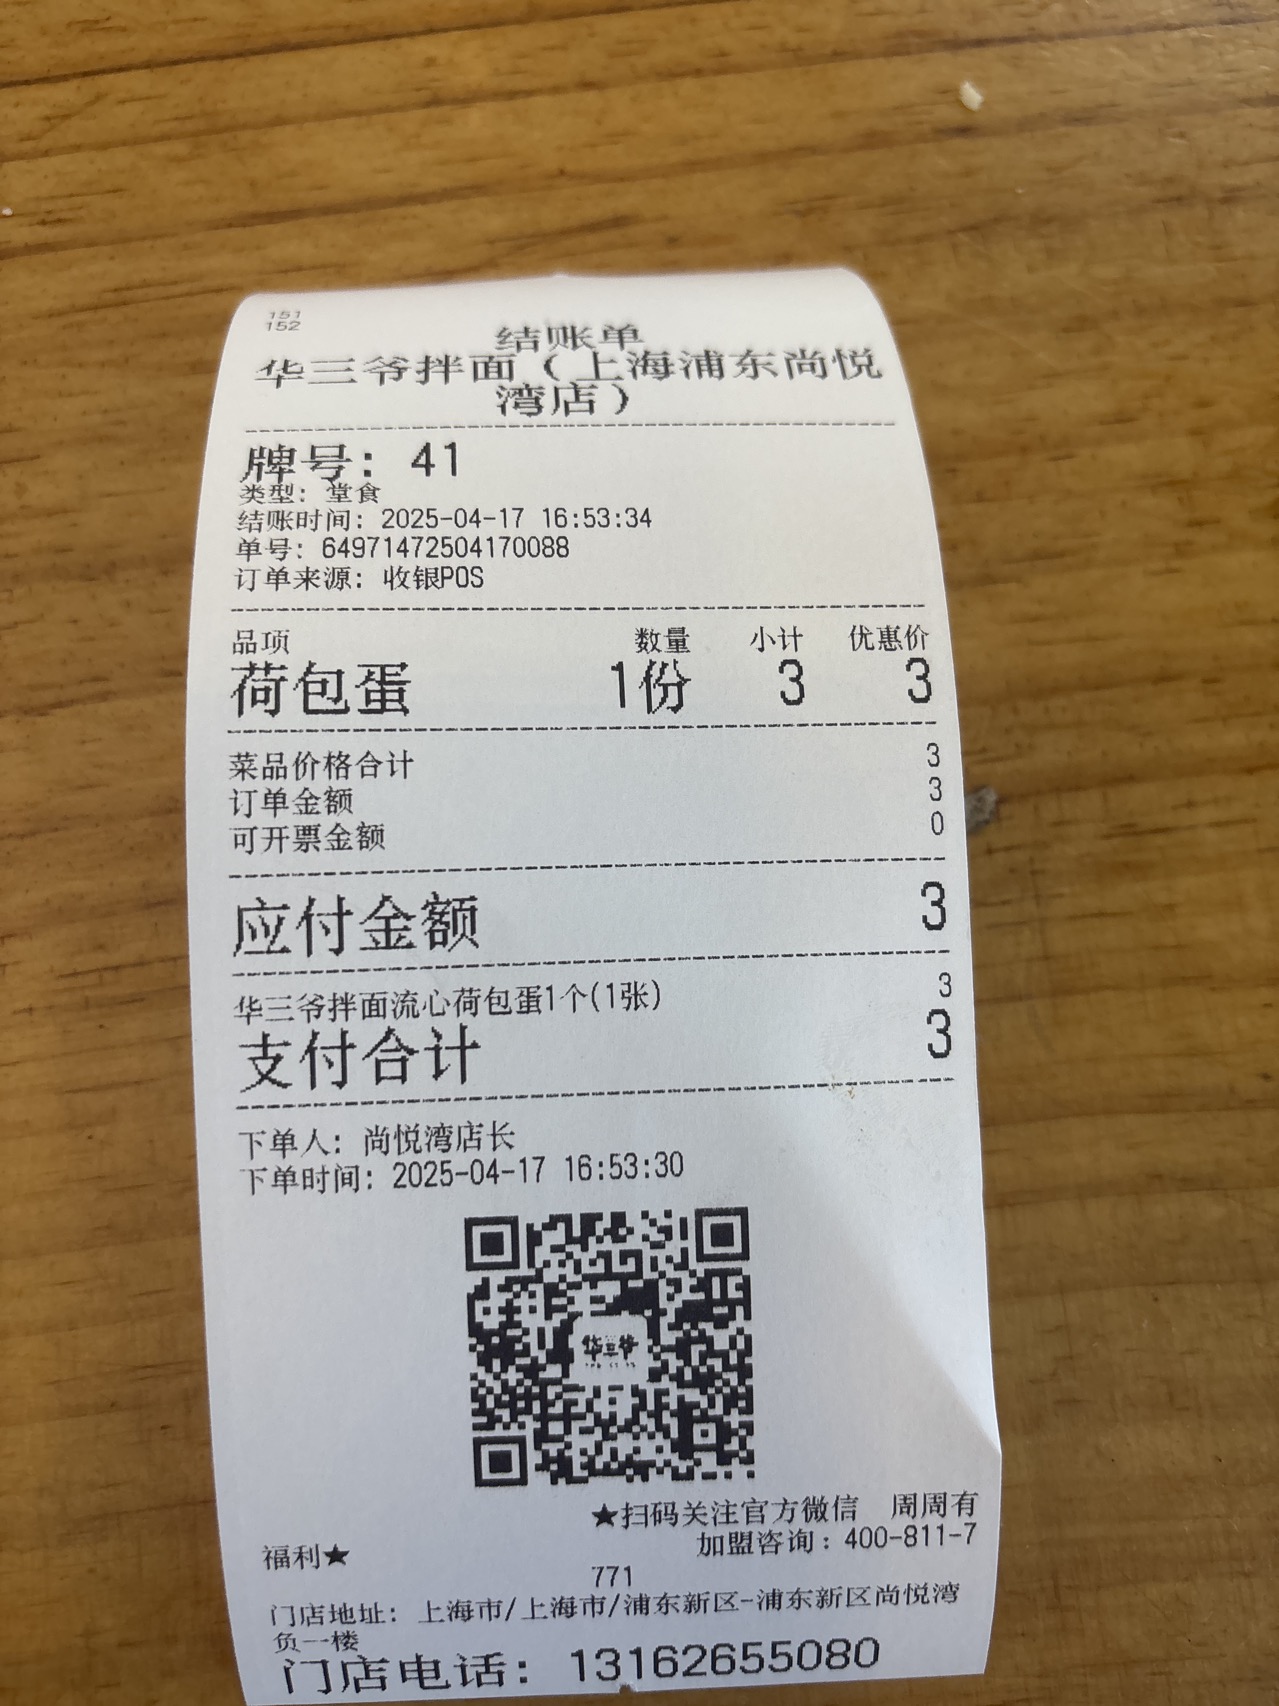 151
152
结账单
华三爷拌面（上海浦东尚悦
湾店）
牌号：41
类型：堂食
结账时间：2025-04-17 16:53:34
单号：64971472504170088
订单来源：收银POS
品项 数量 小计 优惠价
荷包蛋 1份 3 3
菜品价格合计 3
订单金额 3
可开票金额 0
应付金额 3
华三爷拌面流心荷包蛋1个(1张) 3
支付合计 3
下单人：尚悦湾店长
下单时间：2025-04-17 16:53:30
华三爷
★扫码关注官方微信 周周有
福利★ 加盟咨询：400-811-7
771
门店地址：上海市/上海市/浦东新区-浦东新区尚悦湾
负一楼
门店电话：13162655080